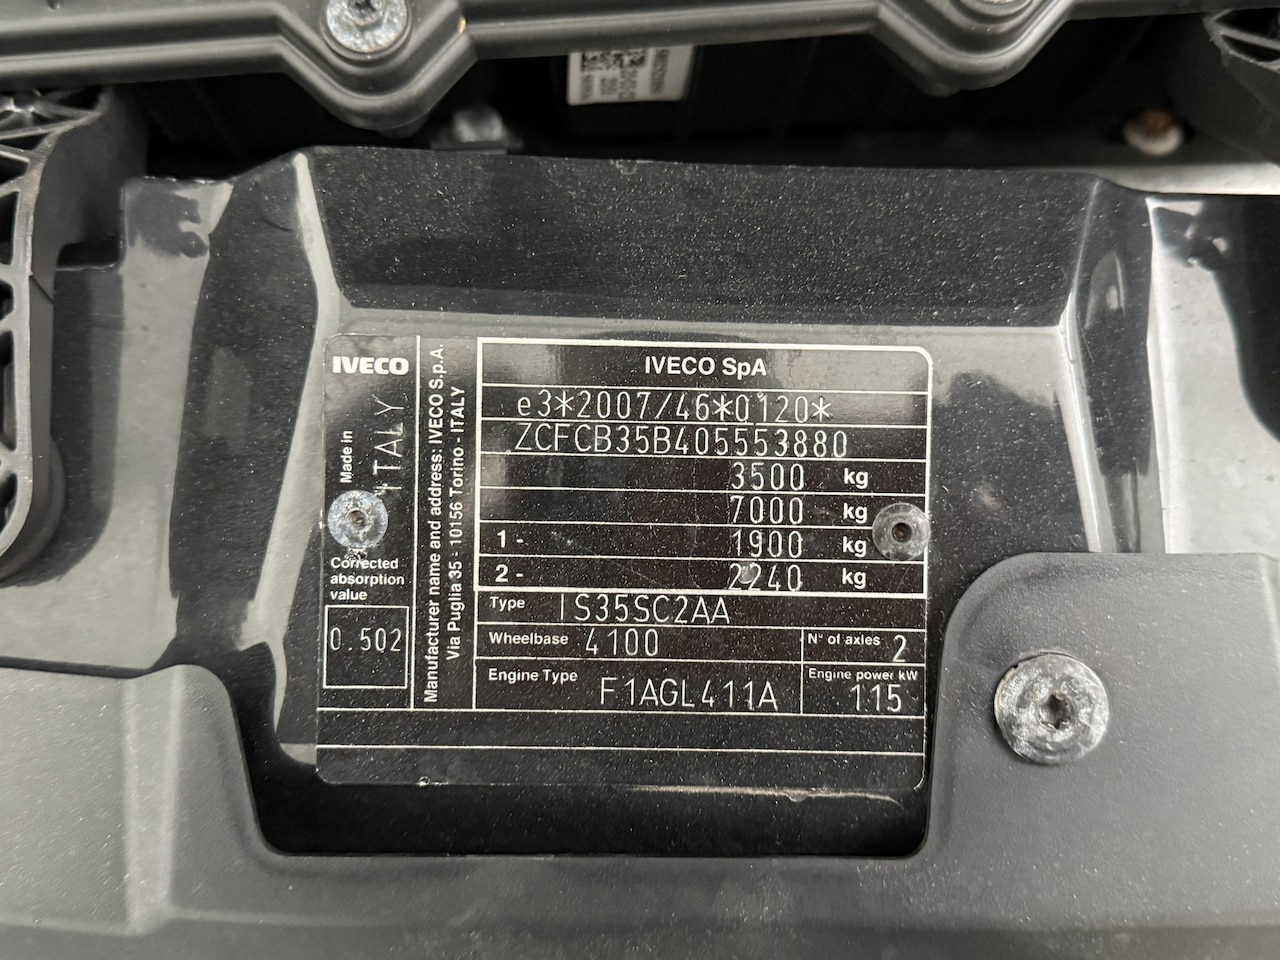 IVECO
Made in
ITALY
Corrected
absorption
value
0.502
Manufacturer name and address: IVECO S.p.A.
Via Puglia 35 - 10156 Torino - ITALY
IVECO SpA
e3*2007/46*0120*
ZCFCB35B405553880
3500 kg
7000 kg
1- 1900 kg
2- 2240 kg
Type IS35SC2AA
Wheelbase 4100 N° of axies 2
Engine Type F1AGL411A Engine power kW 115